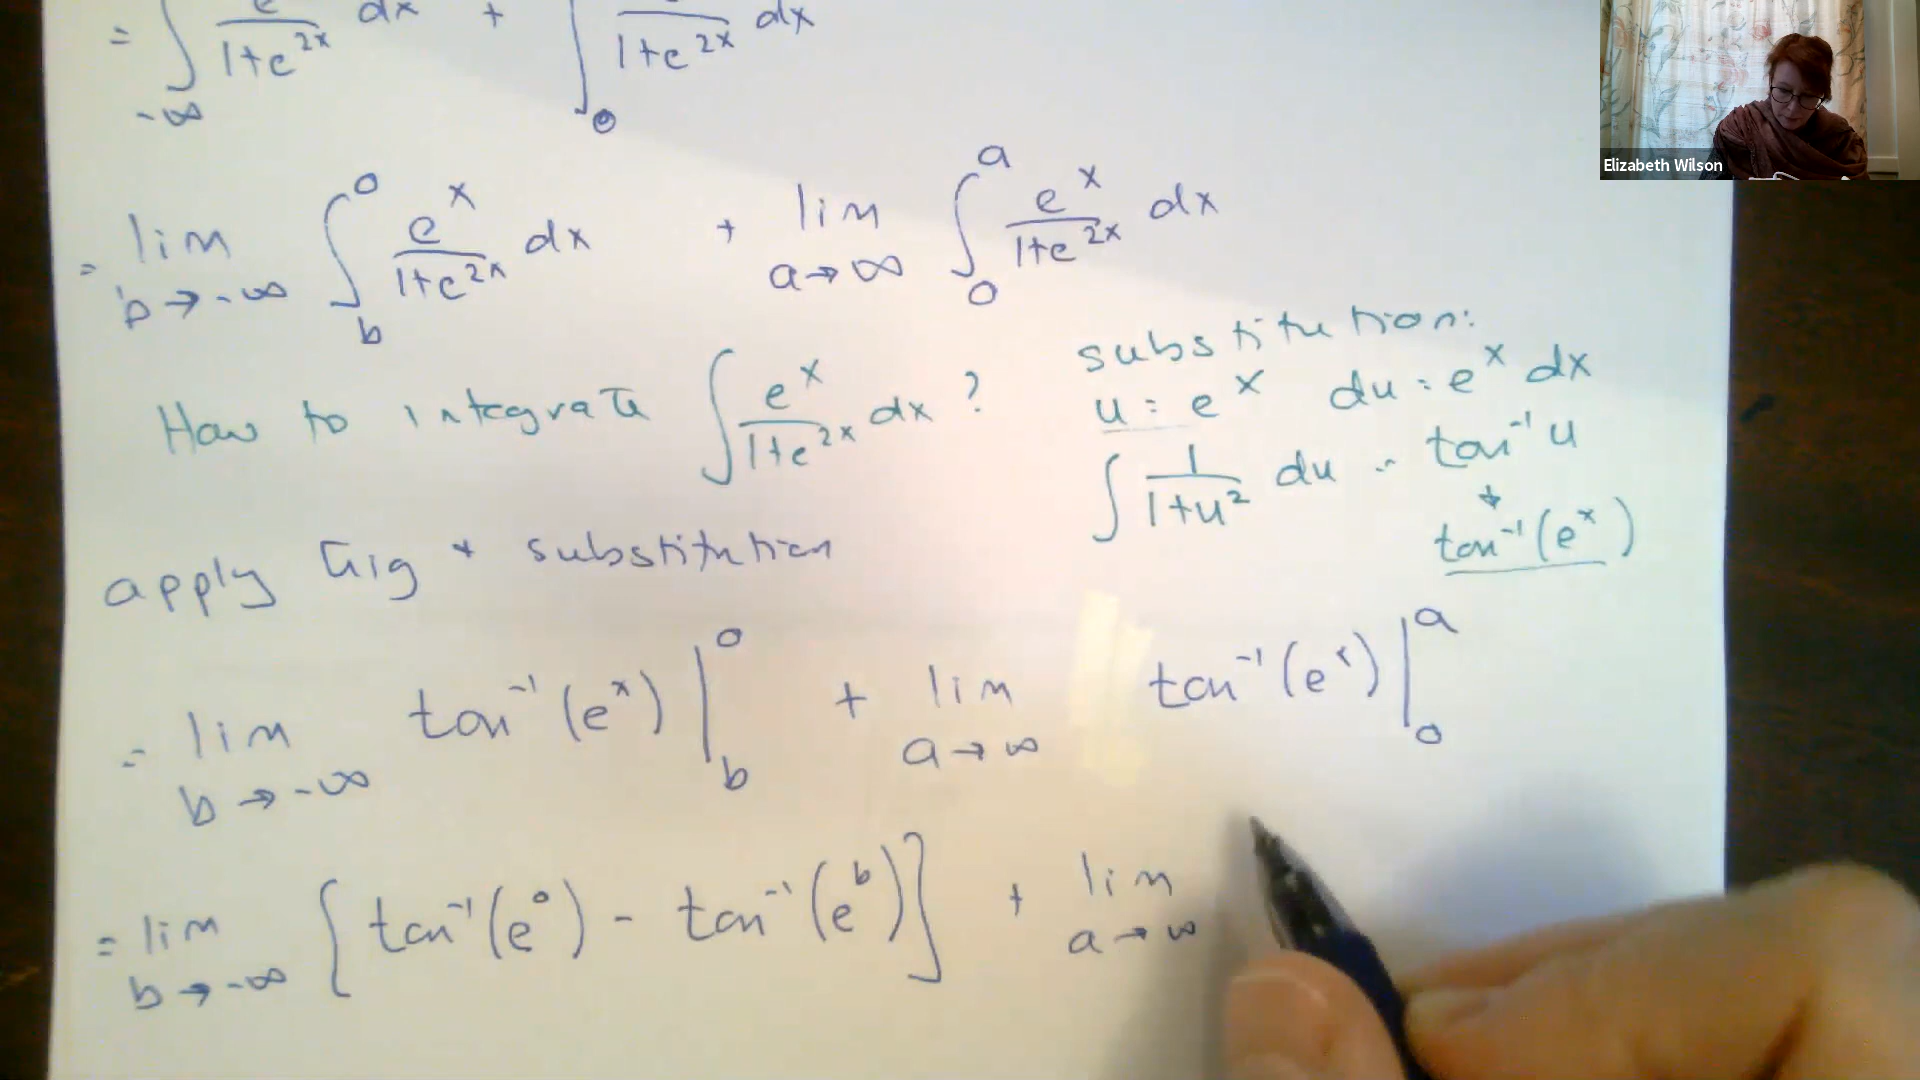 = ∫ e/1+e^2x dx + ∫ /1+e^2x dx
-∞ 0
= lim b→-∞ ∫_b^0 e^x/1+e^2x dx + lim a→∞ ∫_0^a e^x/1+e^2x dx
How to integrate ∫ e^x/1+e^2x dx ?
substitution:
u = e^x du = e^x dx
∫ 1/1+u² du = tan⁻¹ u
↓
tan⁻¹(e^x)
apply trig + substitution
= lim b→-∞ tan⁻¹(e^x) |_b^0 + lim a→∞ tan⁻¹(e^x) |_0^a
= lim b→-∞ [tan⁻¹(e^0) - tan⁻¹(e^b)] + lim a→∞
Elizabeth Wilson